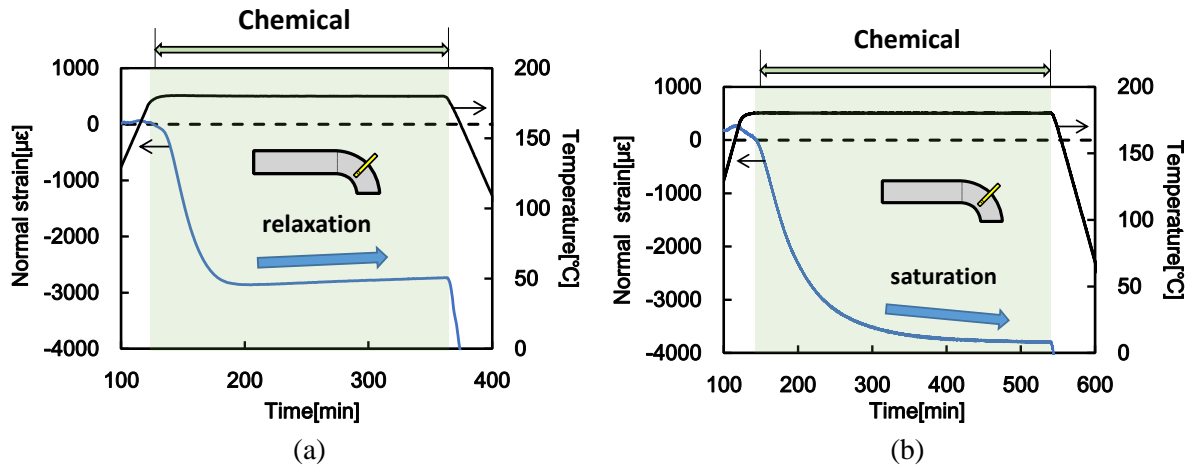 Chemical
1000
0
-1000
-2000
-3000
-4000
Normal strain[με]
200
150
100
50
0
Temperature[°C]
relaxation
100
200
300
400
Time[min]
(a)
Chemical
1000
0
-1000
-2000
-3000
-4000
Normal strain[με]
200
150
100
50
0
Temperature[°C]
saturation
100
200
300
400
500
600
Time[min]
(b)